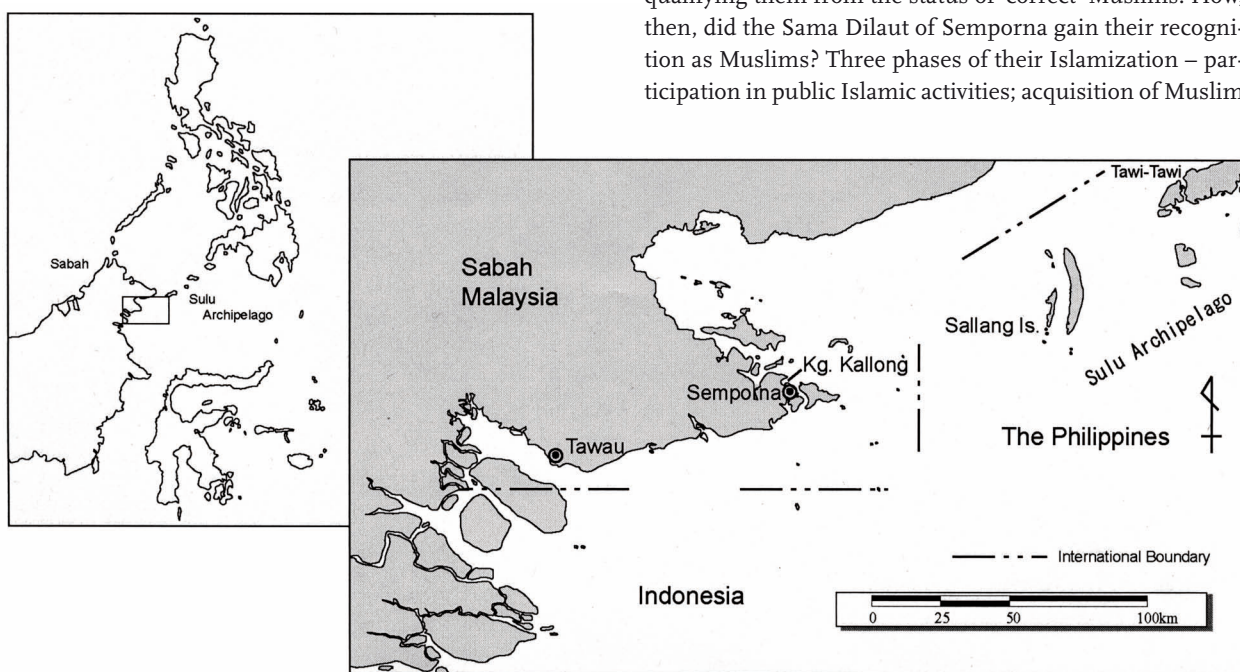 qualifying them from the status of 'correct' Muslims. How,
then, did the Sama Dilaut of Semporna gain their recogni-
tion as Muslims? Three phases of their Islamization – par-
ticipation in public Islamic activities; acquisition of Muslim
Sabah
Sulu
Archipelago
Tawi-Tawi
Sabah
Malaysia
Sallang Is.
Sulu Archipelago
Kg. Kallong
Semporna
The Philippines
Tawau
International Boundary
Indonesia
0 25 50 100km